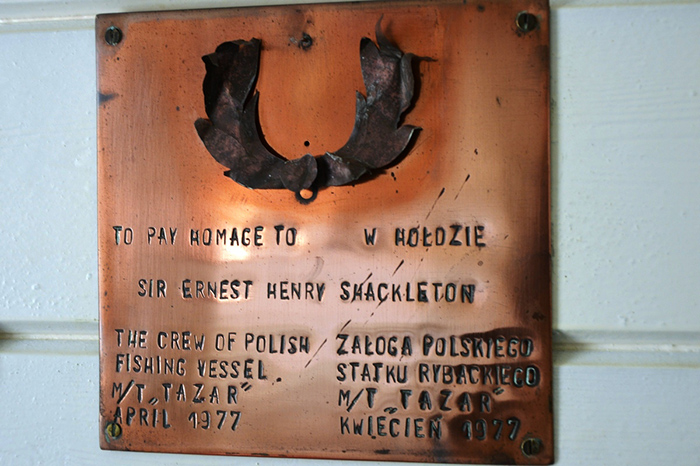 TO PAY HOMAGE TO W HOŁDZIE
SIR ERNEST HENRY SHACKLETON
THE CREW OF POLISH
FISHING VESSEL
M/T „TAZAR”
APRIL 1977
ZAŁOGA POLSKIEGO
STATKU RYBACKIEGO
M/T „TAZAR”
KWIECIEŃ 1977